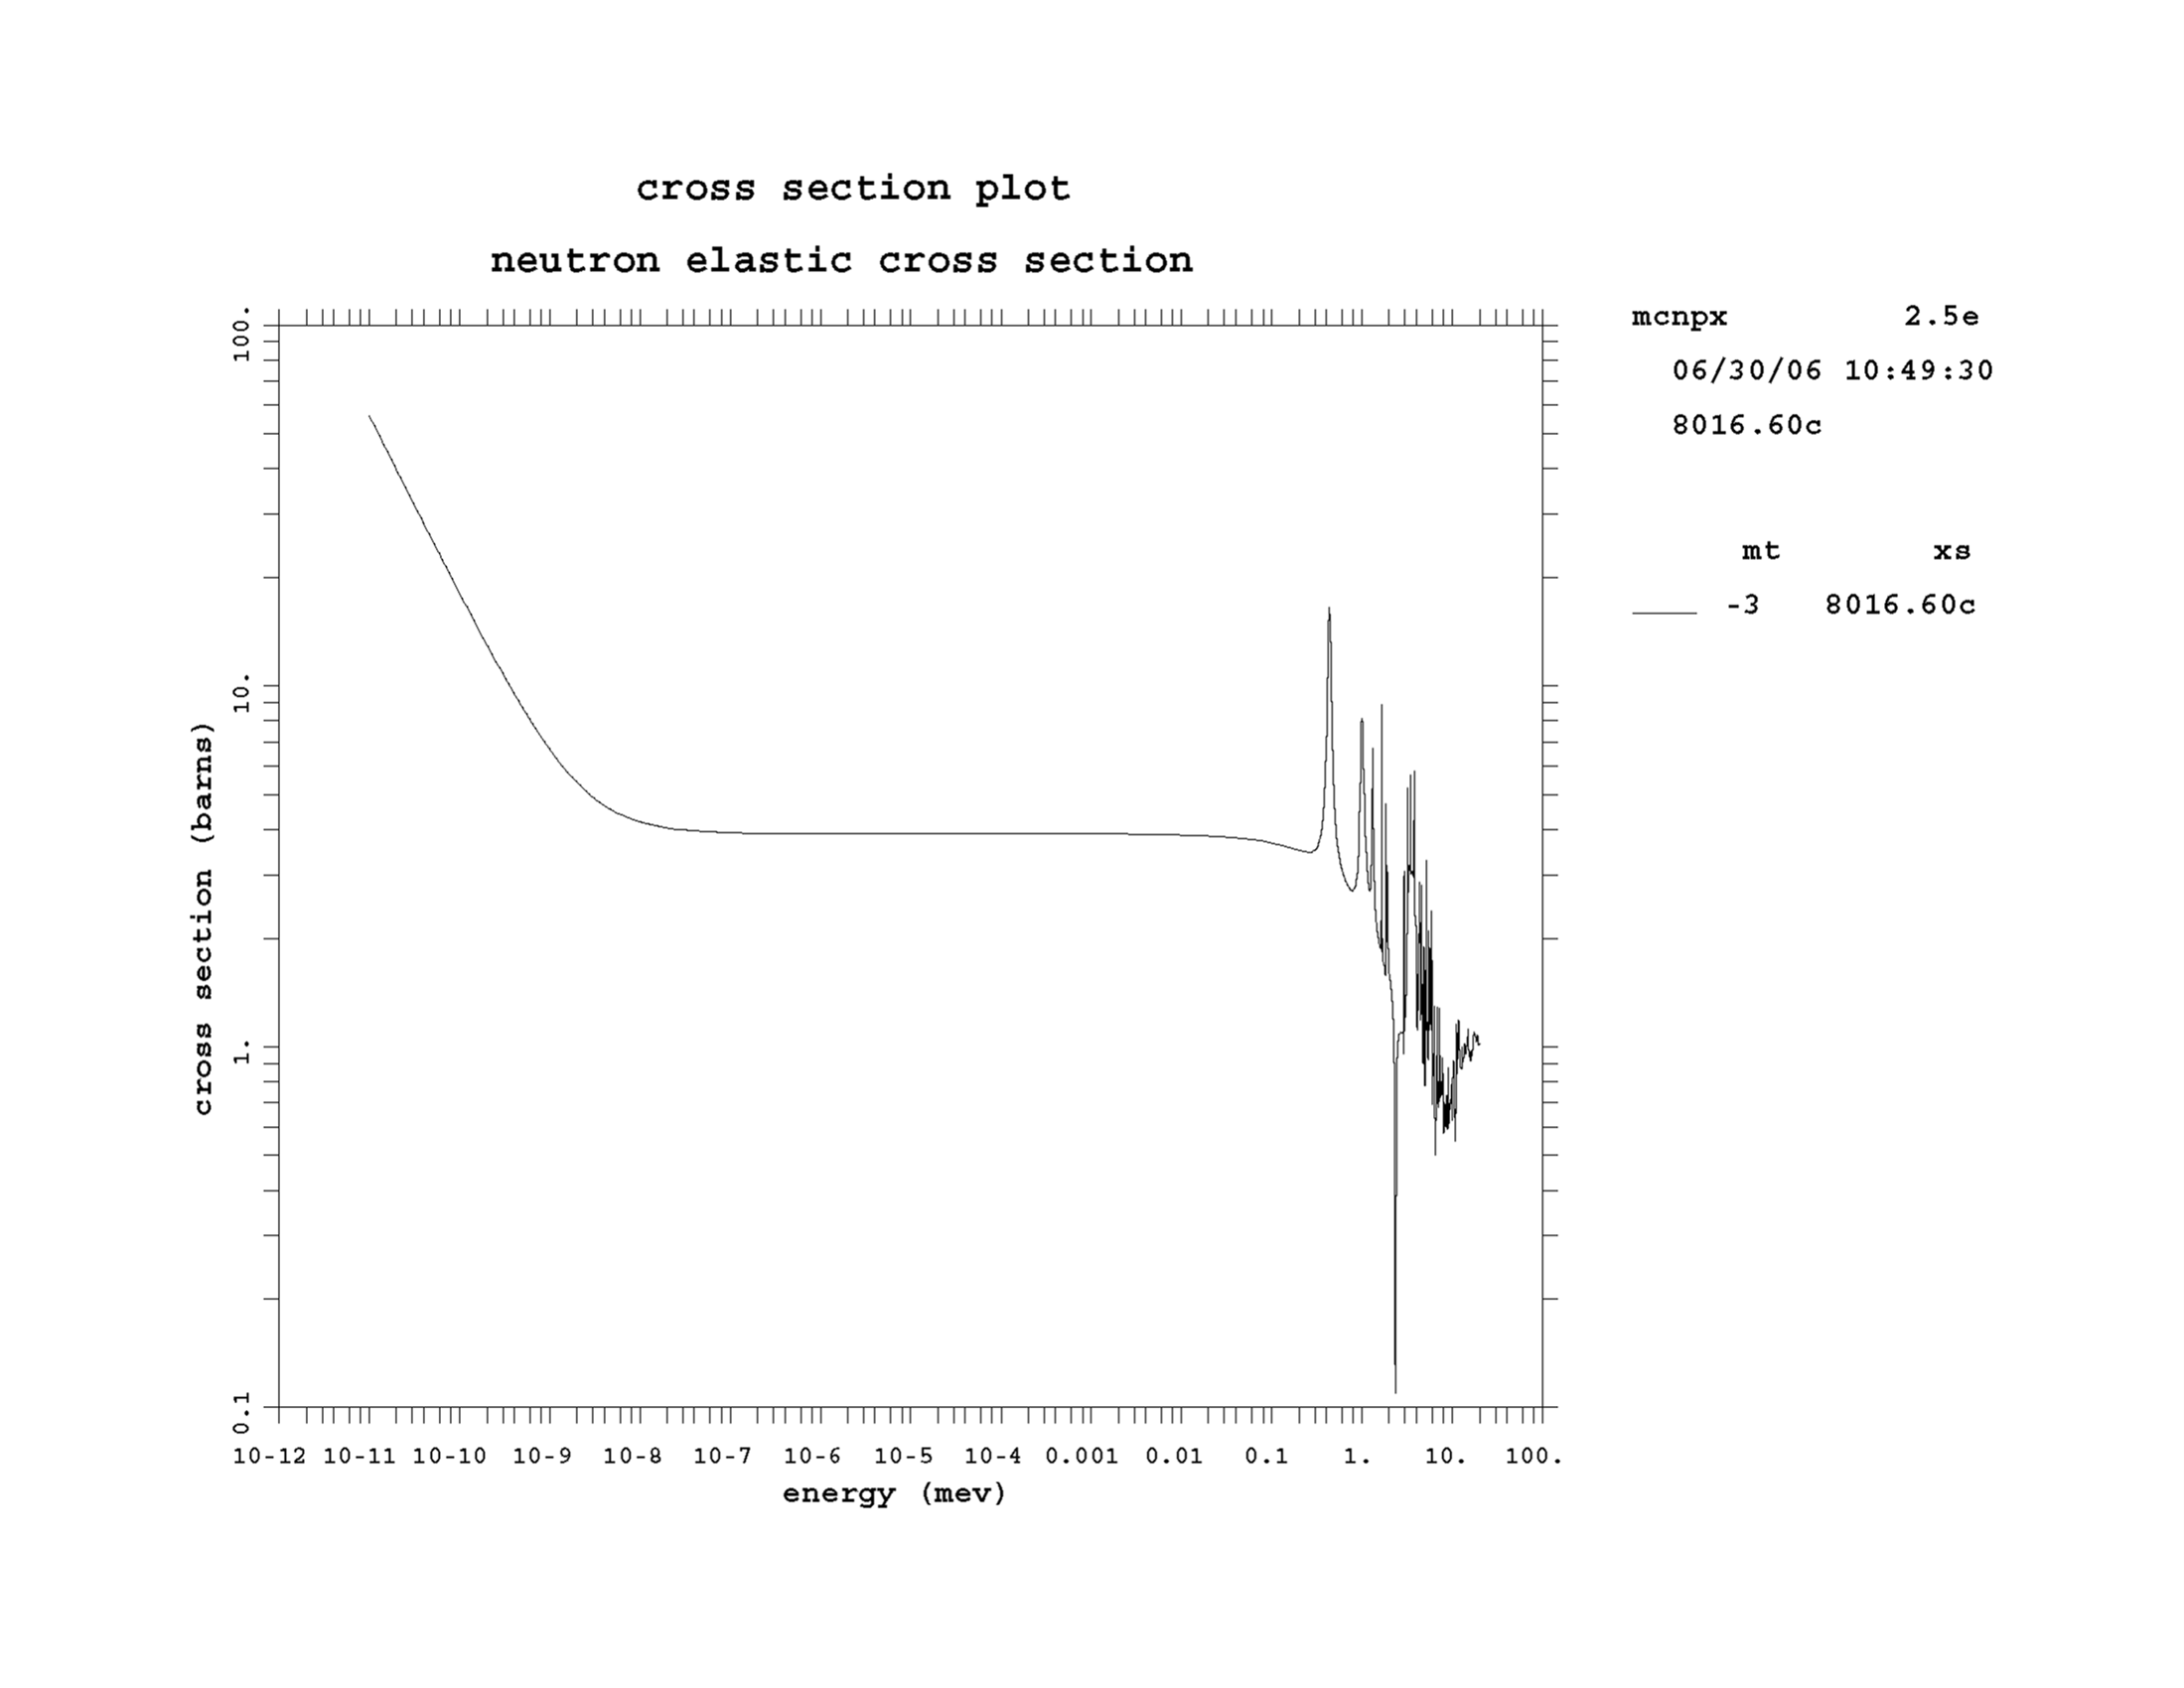 cross section plot
neutron elastic cross section
mcnpx 2.5e
06/30/06 10:49:30
8016.60c
mt xs
-3 8016.60c
cross section (barns)
100.
10.
1.
0.1
10-12 10-11 10-10 10-9 10-8 10-7 10-6 10-5 10-4 0.001 0.01 0.1 1. 10. 100.
energy (mev)